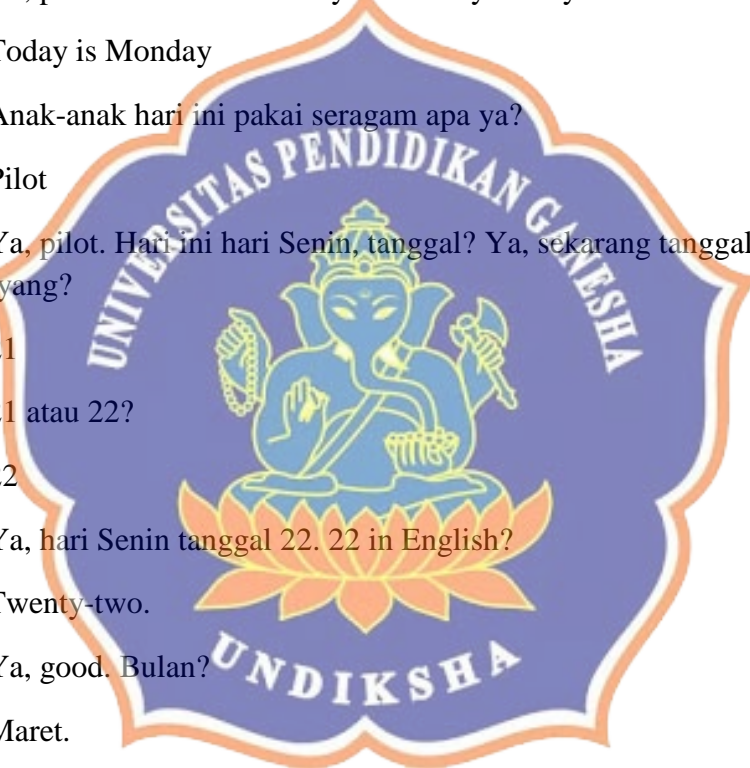 Today is Monday
Anak-anak hari ini pakai seragam apa ya?
Pilot
Ya, pilot. Hari ini hari Senin, tanggal? Ya, sekarang tanggal
yang?
21
21 atau 22?
22
Ya, hari Senin tanggal 22. 22 in English?
Twenty-two.
Ya, good. Bulan?
Maret.
UNIVERSITAS PENDIDIKAN GANESHA
UNDIKSHA